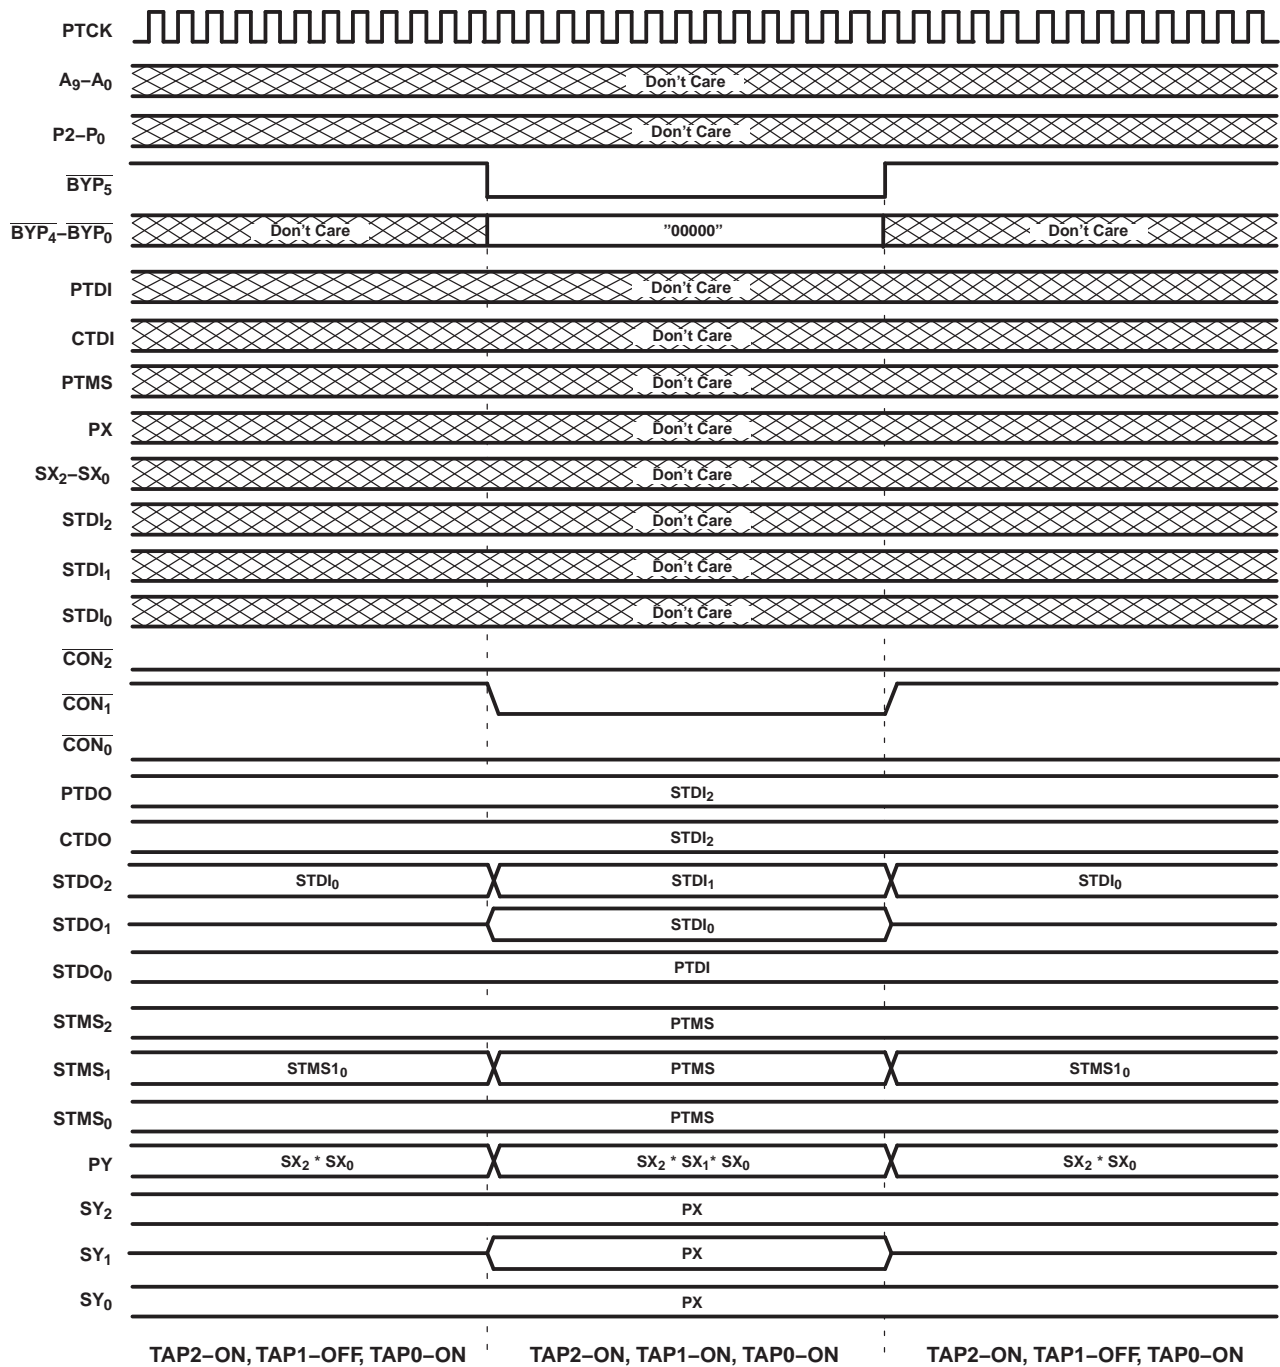 PTCK
A9–A0 Don't Care
P2–P0 Don't Care
BYP5
BYP4–BYP0 Don't Care ”00000” Don't Care
PTDI Don't Care
CTDI Don't Care
PTMS Don't Care
PX Don't Care
SX2–SX0 Don't Care
STDI2 Don't Care
STDI1 Don't Care
STDI0 Don't Care
CON2
CON1
CON0
PTDO STDI2
CTDO STDI2
STDO2 STDI0 STDI1 STDI0
STDO1 STDI0
STDO0 PTDI
STMS2 PTMS
STMS1 STMS10 PTMS STMS10
STMS0 PTMS
PY SX2 * SX0 SX2 * SX1* SX0 SX2 * SX0
SY2 PX
SY1 PX
SY0 PX
TAP2–ON, TAP1–OFF, TAP0–ON TAP2–ON, TAP1–ON, TAP0–ON TAP2–ON, TAP1–OFF, TAP0–ON